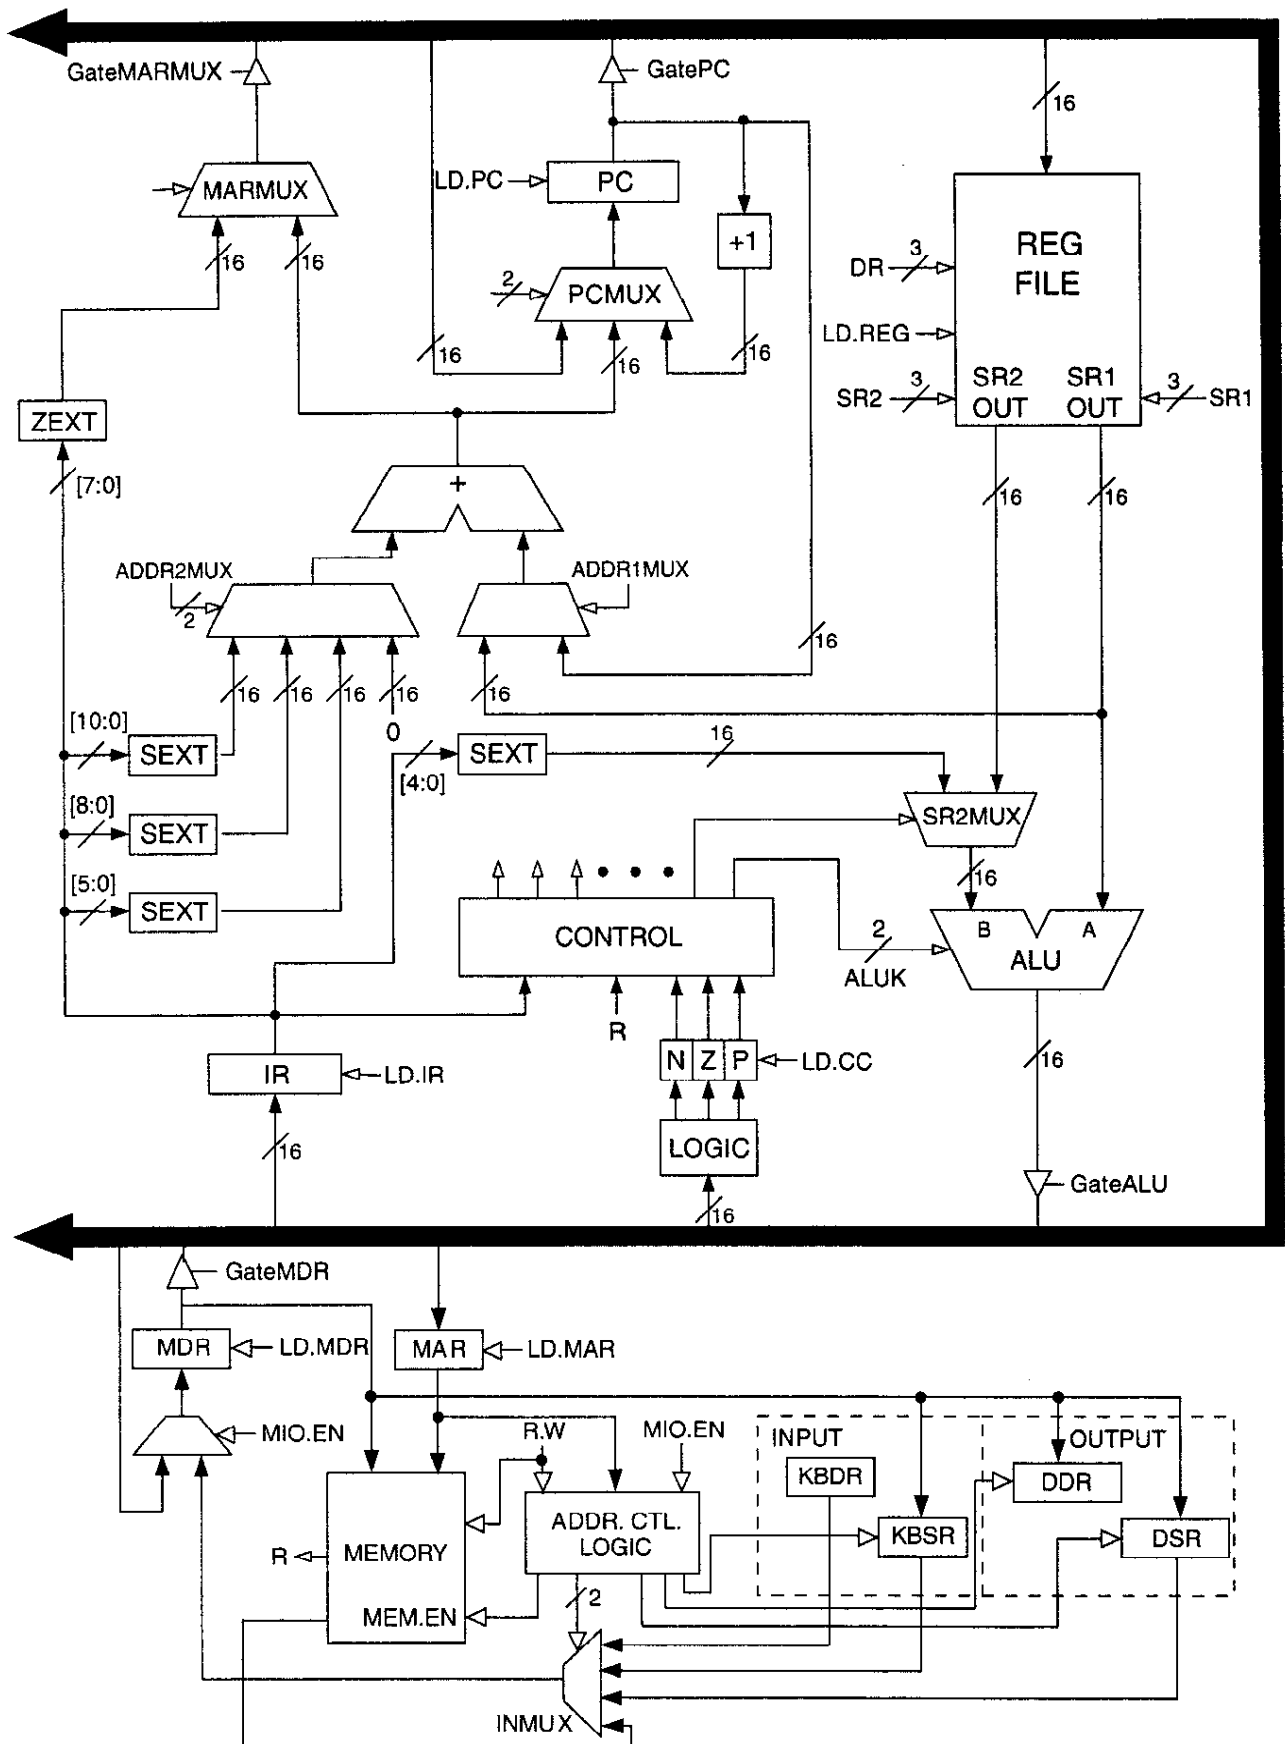 GateMARMUX
GatePC
16
MARMUX
LD.PC
PC
+1
REG
FILE
DR
3
16
16
2
PCMUX
LD.REG
16
16
16
SR2
3
SR2
OUT
SR1
OUT
3
SR1
ZEXT
[7:0]
+
16
16
ADDR2MUX
2
ADDR1MUX
16
16
16
16
16
16
0
[10:0]
SEXT
[4:0]
SEXT
16
[8:0]
SEXT
SR2MUX
16
[5:0]
SEXT
CONTROL
2
ALUK
B
A
ALU
R
N
Z
P
LD.CC
IR
LD.IR
16
LOGIC
16
16
GateALU
GateMDR
MDR
LD.MDR
MAR
LD.MAR
MIO.EN
R.W
MIO.EN
INPUT
OUTPUT
KBDR
DDR
ADDR. CTL.
LOGIC
KBSR
DSR
R
MEMORY
MEM.EN
2
INMUX